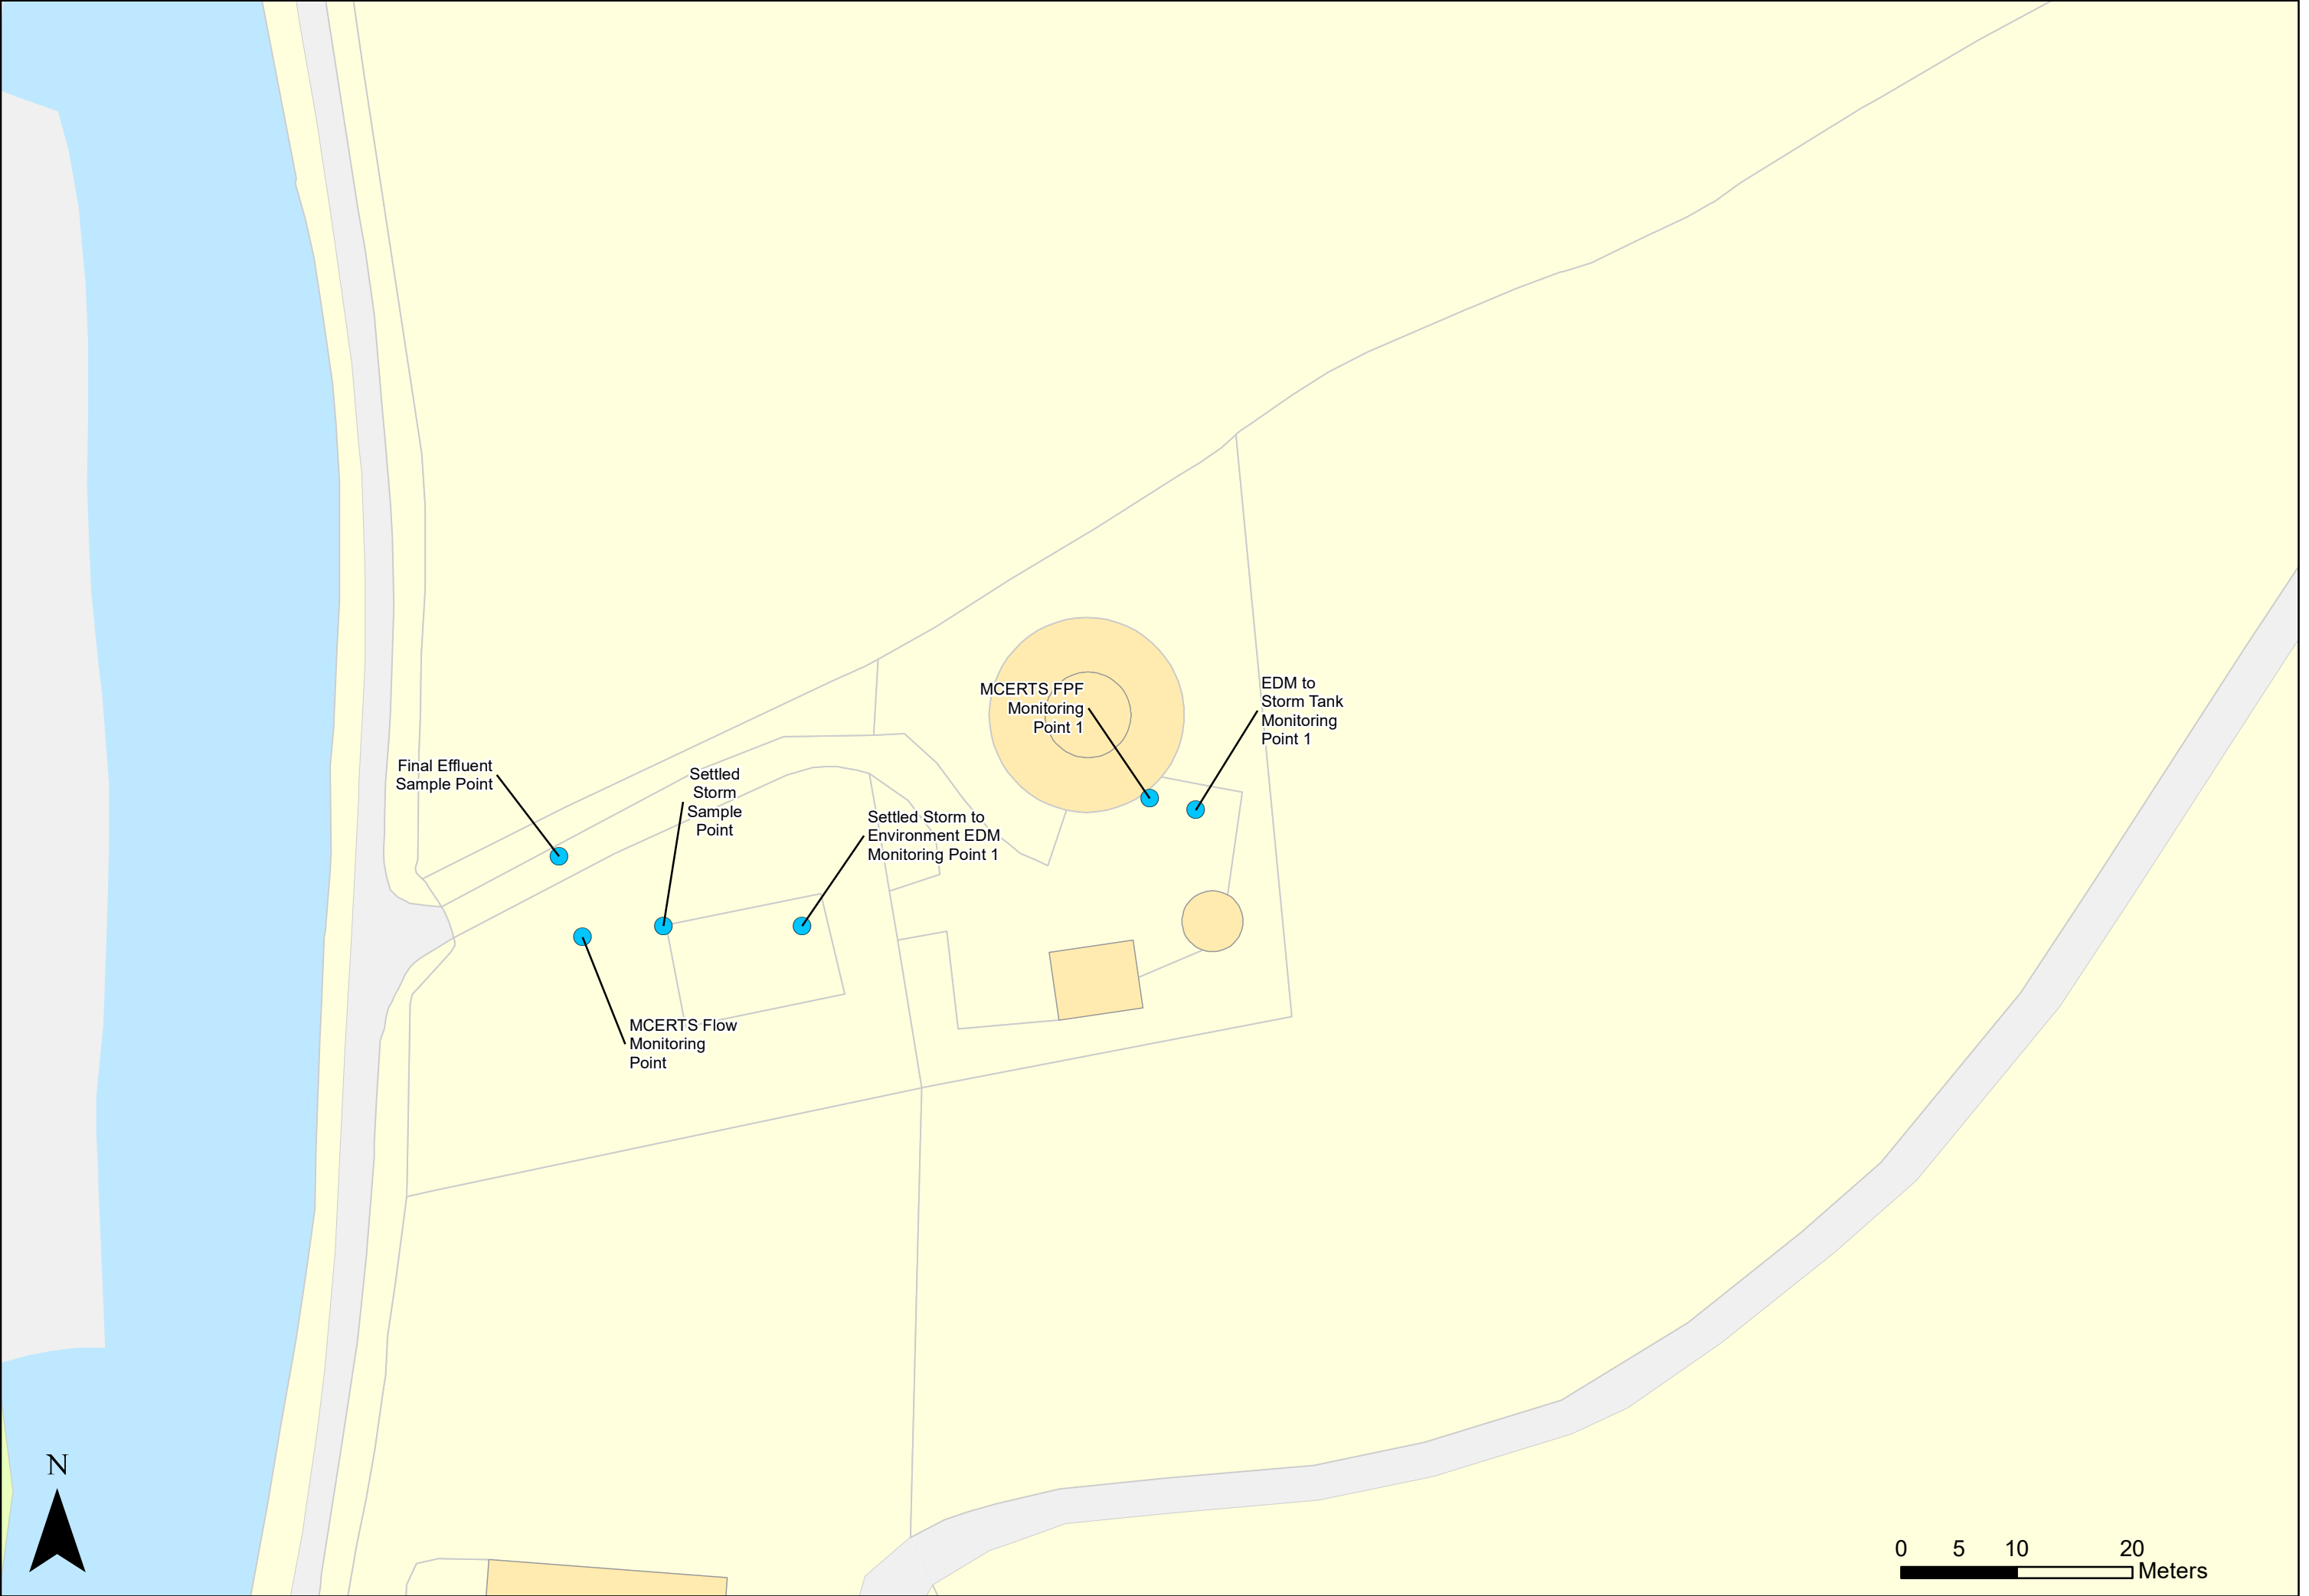 EDM to
Storm Tank
Monitoring
Point 1
MCERTS FPF
Monitoring
Point 1
Final Effluent
Sample Point
Settled
Storm
Sample
Point
Settled Storm to
Environment EDM
Monitoring Point 1
MCERTS Flow
Monitoring
Point
N
0 5 10 20
Meters